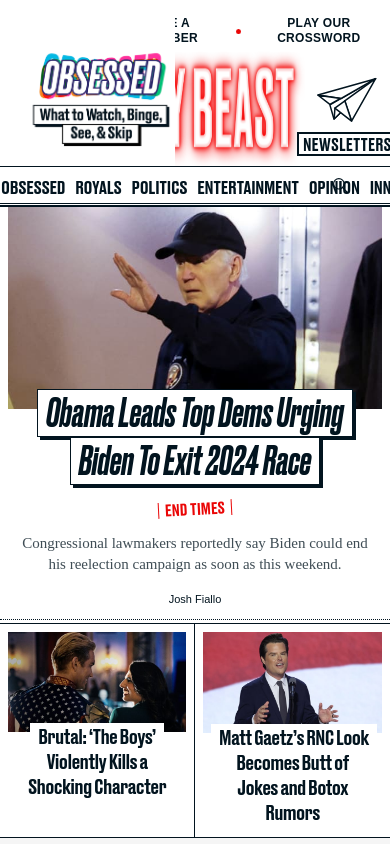 PLAY OUR
CROSSWORD
OBSESSED
What to Watch, Binge,
See, & Skip
BEAST
NEWSLETTERS
OBSESSED ROYALS POLITICS ENTERTAINMENT OPINION INN
Obama Leads Top Dems Urging
Biden To Exit 2024 Race
END TIMES
Congressional lawmakers reportedly say Biden could end
his reelection campaign as soon as this weekend.
Josh Fiallo
Brutal: ‘The Boys’
Violently Kills a
Shocking Character
Matt Gaetz’s RNC Look
Becomes Butt of
Jokes and Botox
Rumors